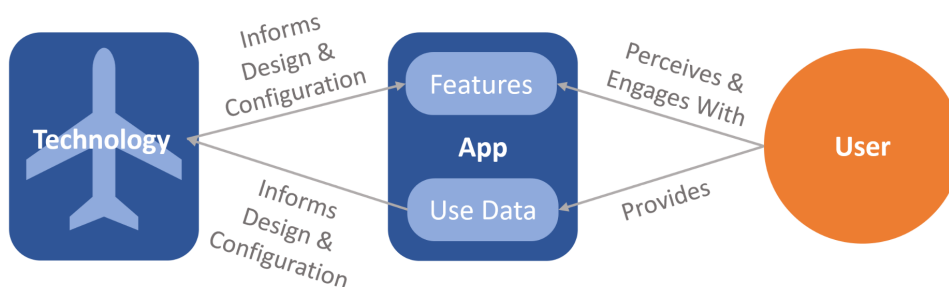 Informs
Design &
Configuration
Technology
Informs
Design &
Configuration
Features
App
Use Data
Perceives &
Engages With
Provides
User